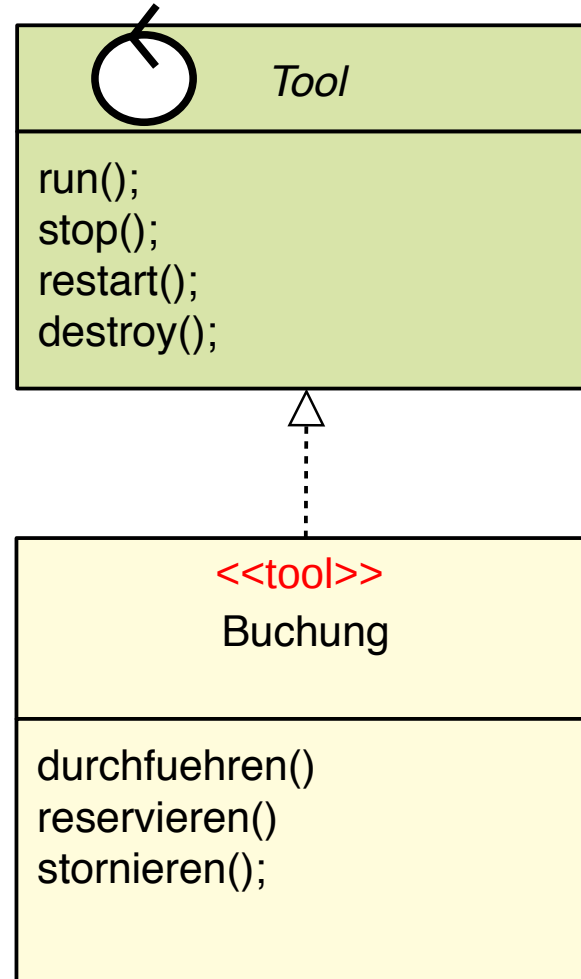 Tool
run();
stop();
restart();
destroy();
<<tool>>
Buchung
durchfuehren()
reservieren()
stornieren();